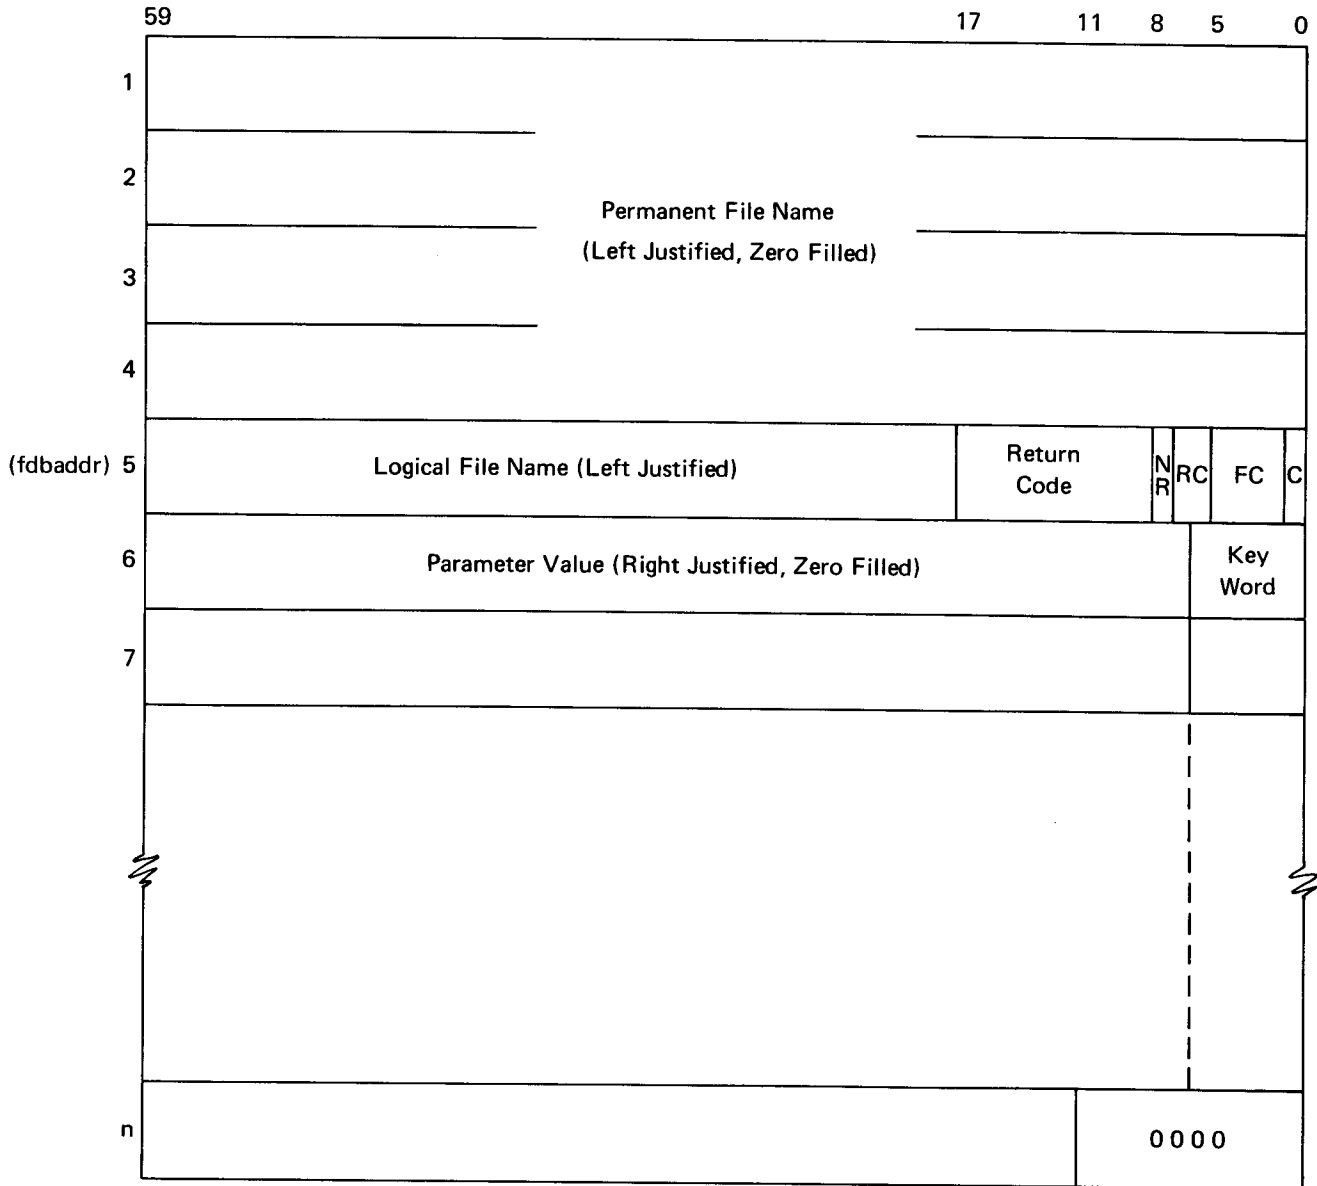 59 17 11 8 5 0
1
2
Permanent File Name
(Left Justified, Zero Filled)
3
4
(fdbaddr) 5 Logical File Name (Left Justified) Return Code NR RC FC C
6 Parameter Value (Right Justified, Zero Filled) Key Word
7
n 0000